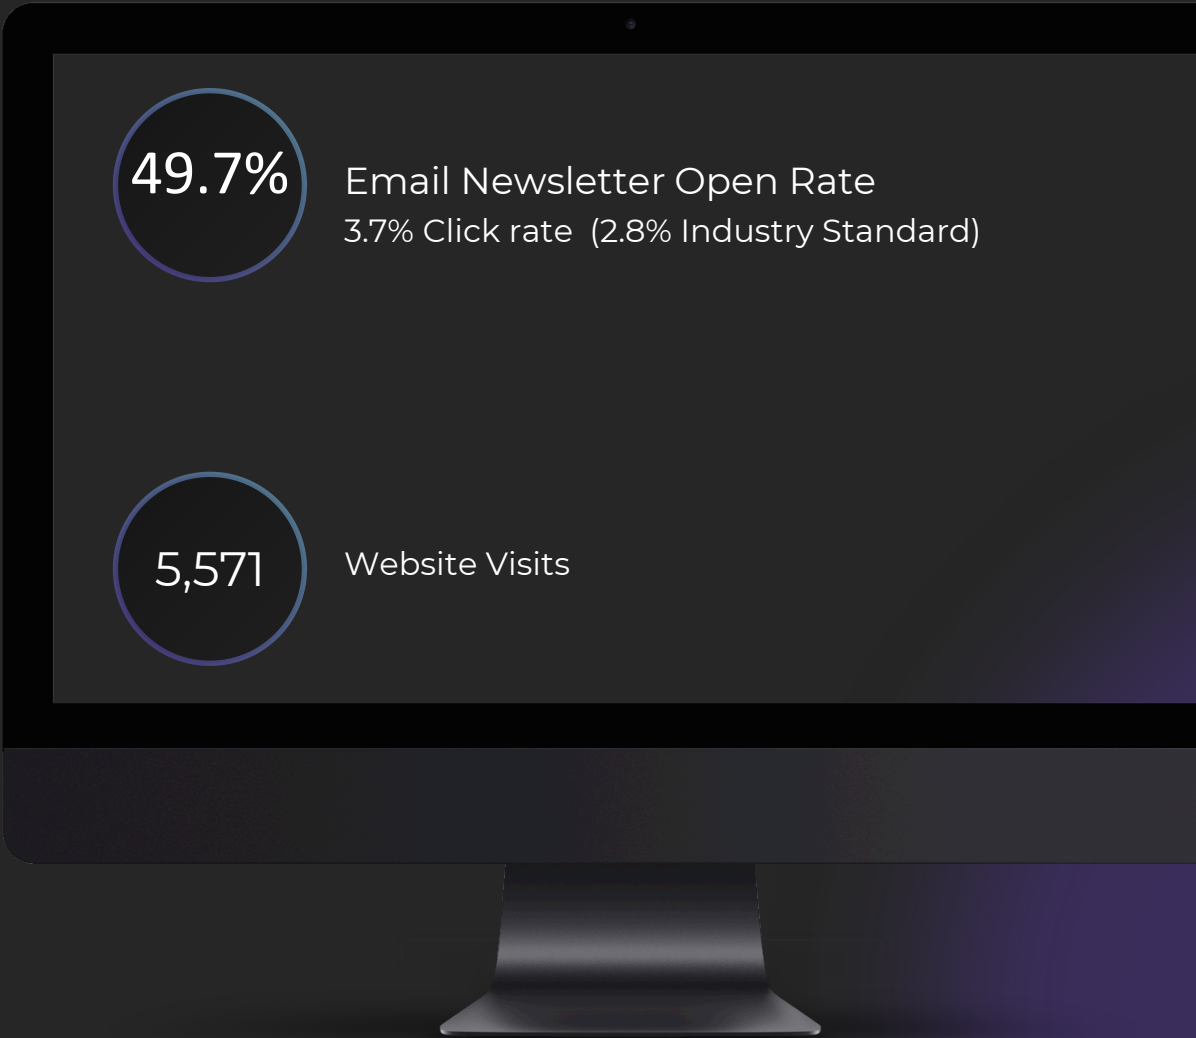 49.7%
Email Newsletter Open Rate
3.7% Click rate  (2.8% Industry Standard)
5,571
Website Visits